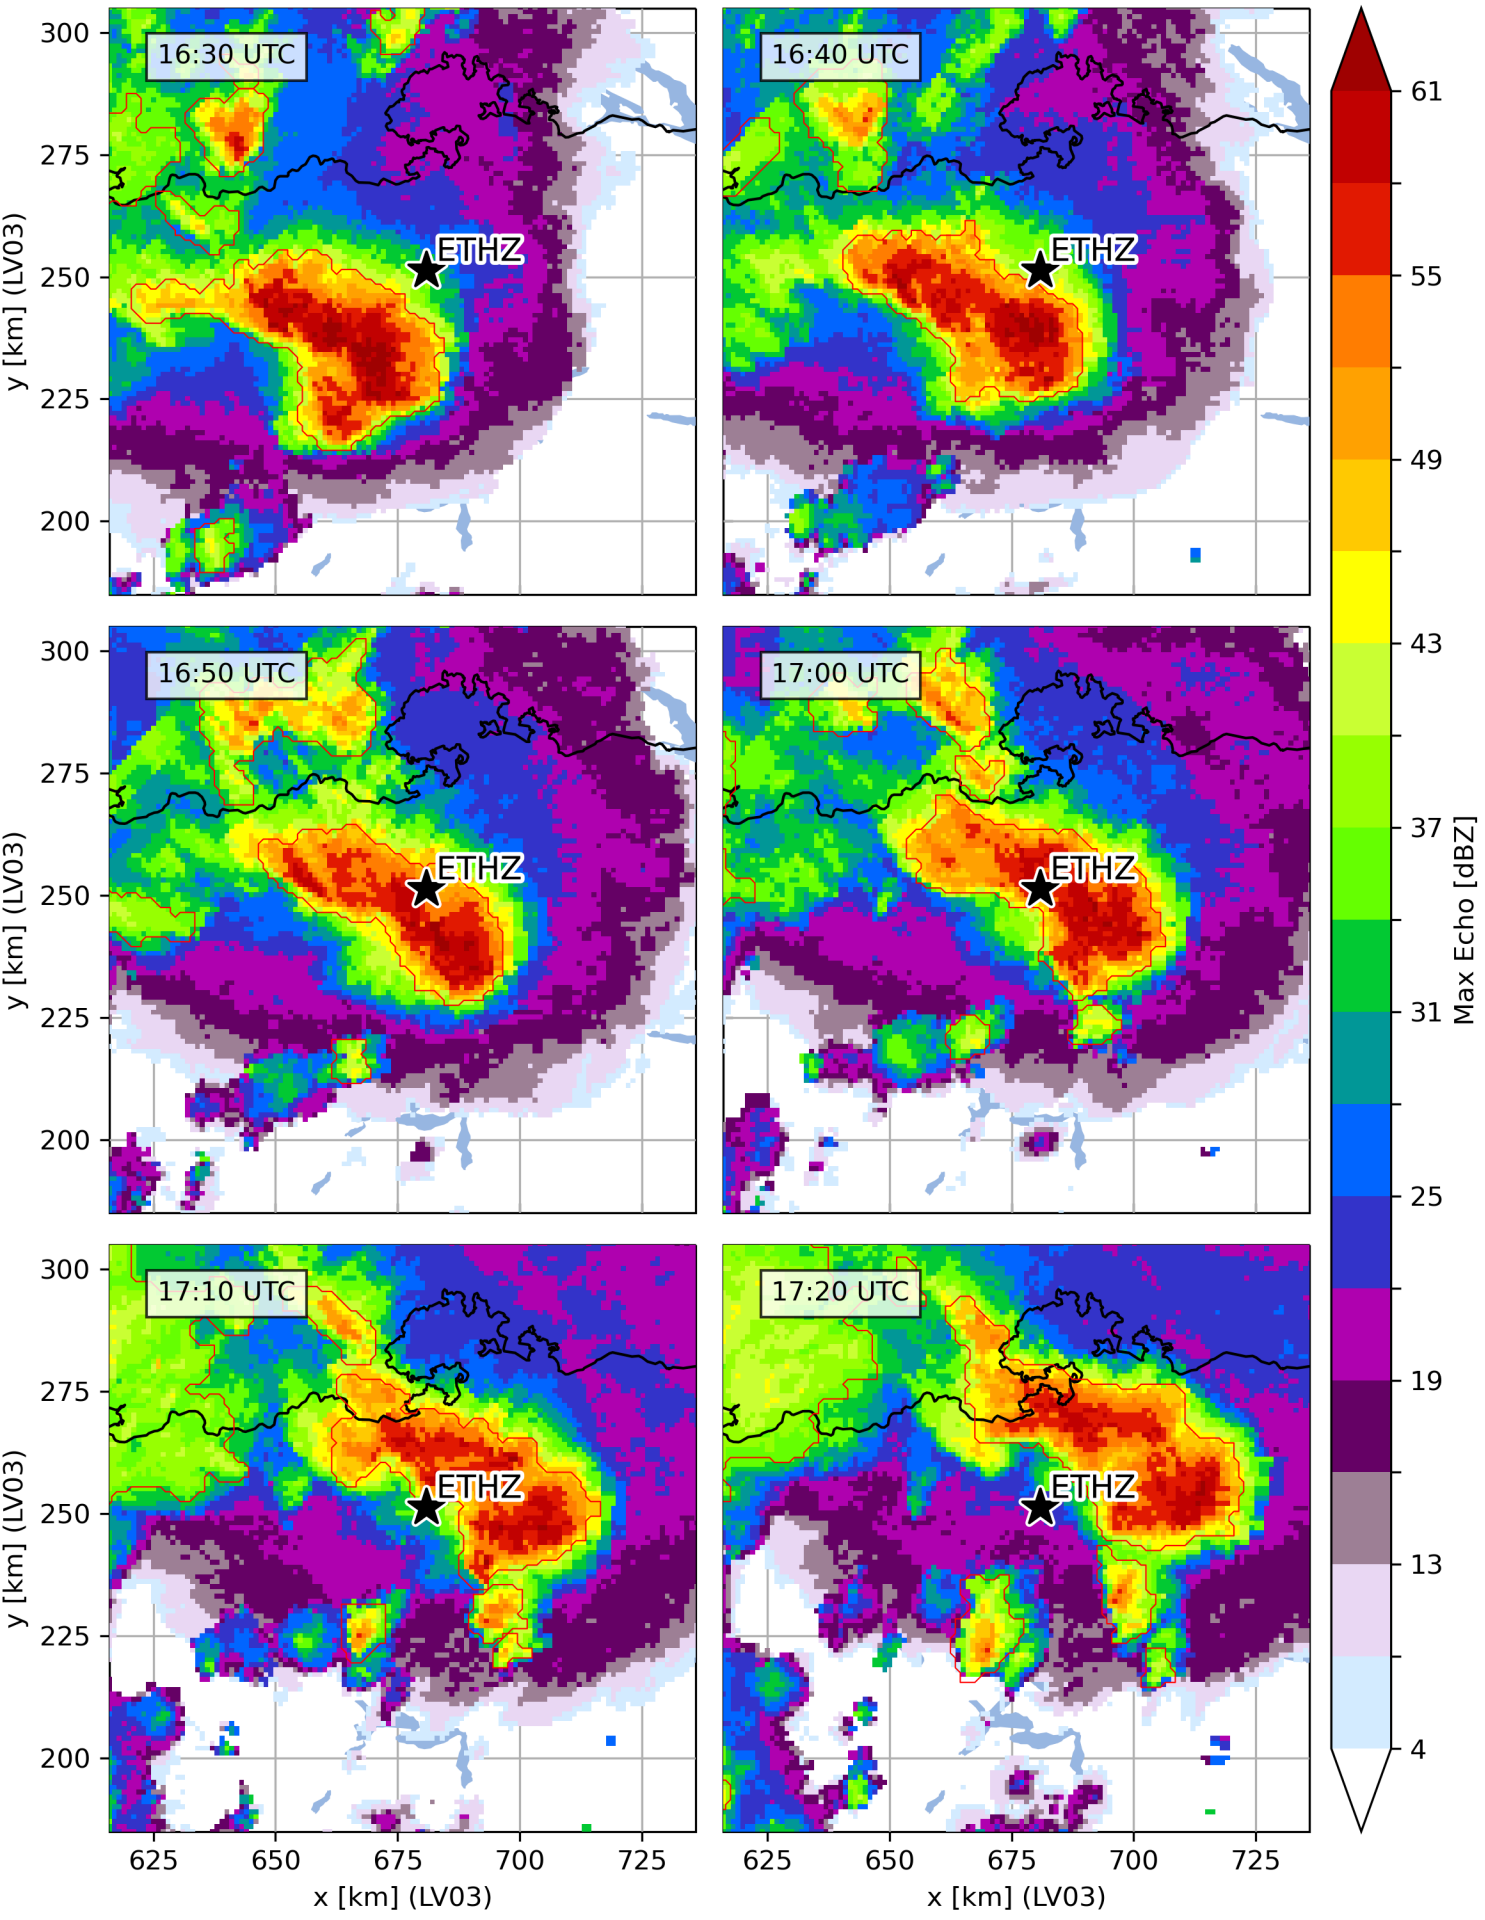 16:30 UTC
ETHZ
300
275
250
225
200
y [km] (LV03)
16:40 UTC
ETHZ
16:50 UTC
ETHZ
300
275
250
225
200
y [km] (LV03)
17:00 UTC
ETHZ
17:10 UTC
ETHZ
300
275
250
225
200
y [km] (LV03)
625 650 675 700 725
x [km] (LV03)
17:20 UTC
ETHZ
625 650 675 700 725
x [km] (LV03)
61
55
49
43
37
31
25
19
13
4
Max Echo [dBZ]